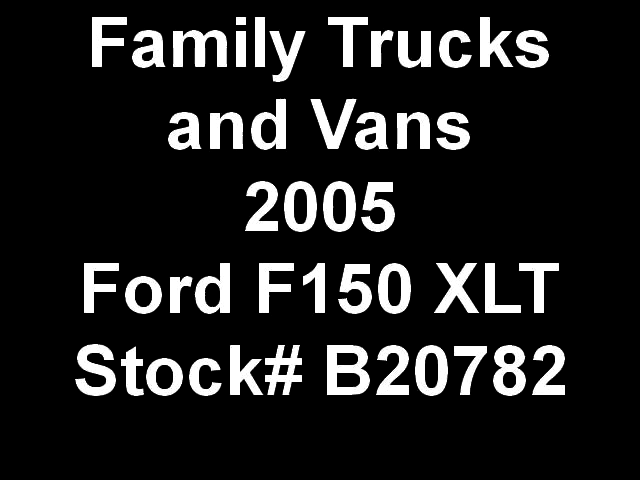 Family Trucks
and Vans
2005
Ford F150 XLT
Stock# B20782